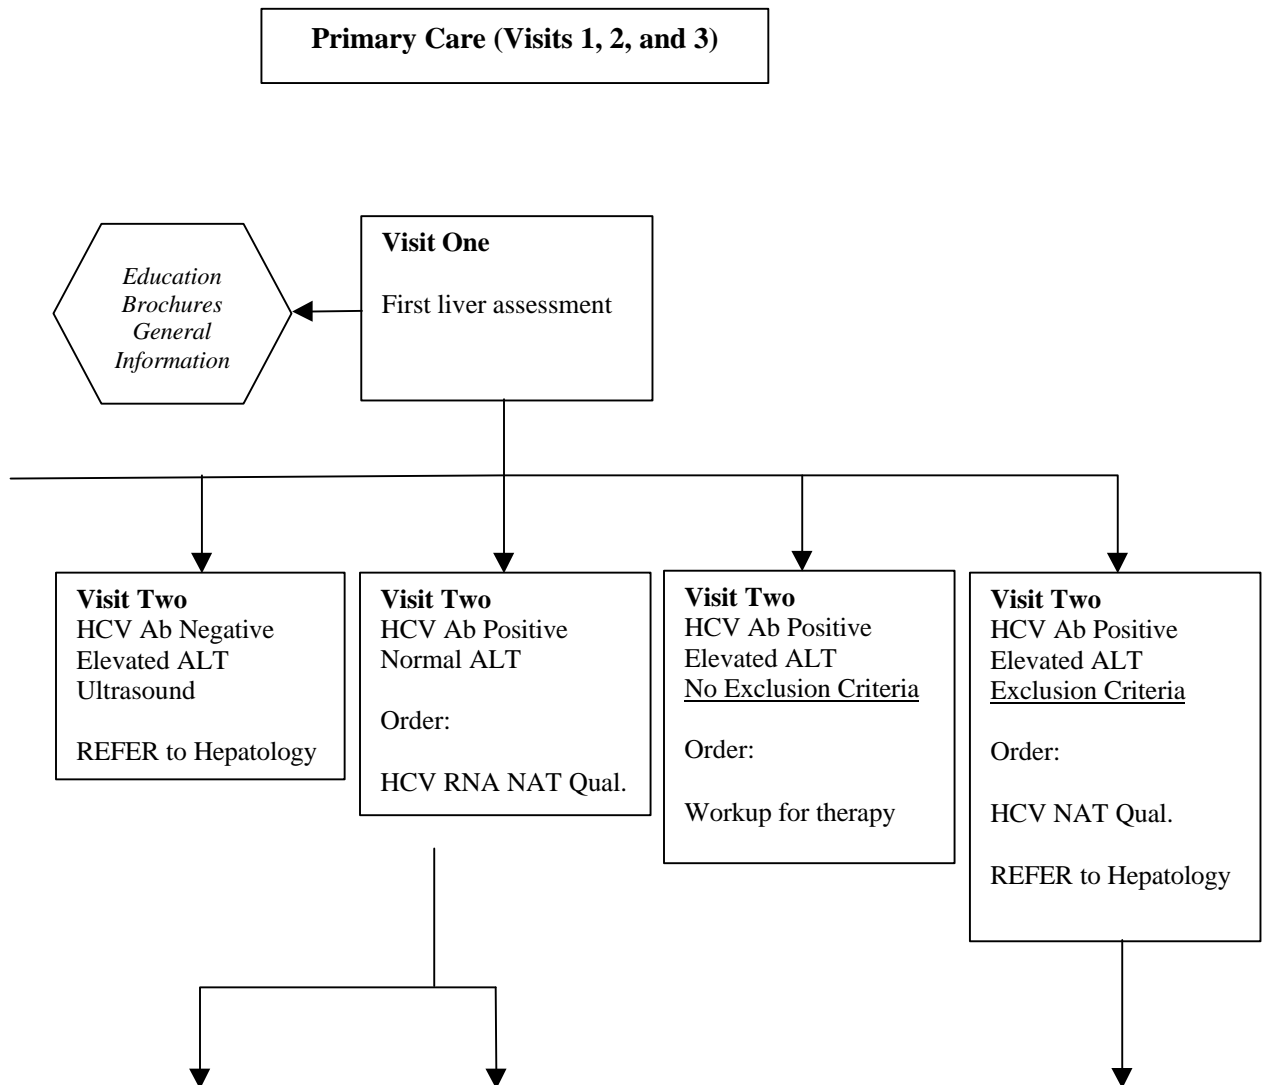 Primary Care (Visits 1, 2, and 3)
Education
Brochures
General
Information
Visit One
First liver assessment
Visit Two
HCV Ab Negative
Elevated ALT
Ultrasound
REFER to Hepatology
Visit Two
HCV Ab Positive
Normal ALT
Order:
HCV RNA NAT Qual.
Visit Two
HCV Ab Positive
Elevated ALT
No Exclusion Criteria
Order:
Workup for therapy
Visit Two
HCV Ab Positive
Elevated ALT
Exclusion Criteria
Order:
HCV NAT Qual.
REFER to Hepatology